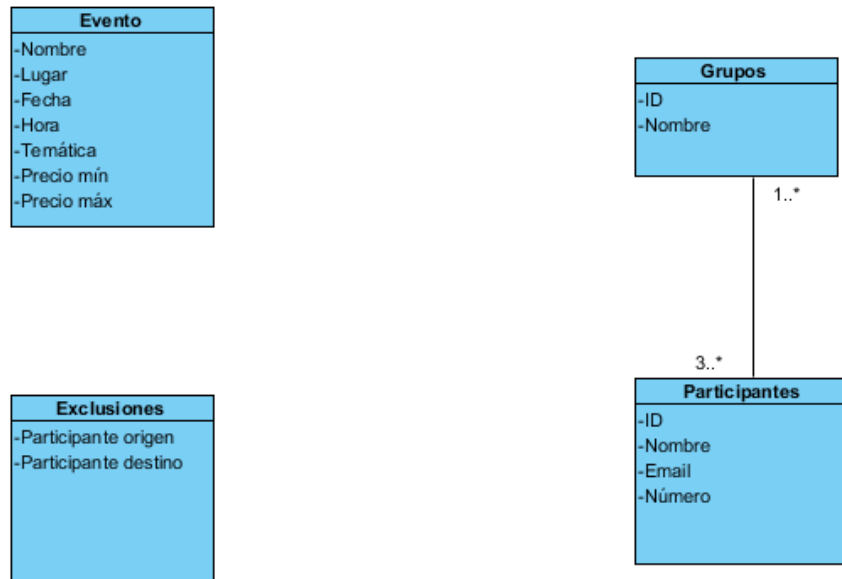 Evento
-Nombre
-Lugar
-Fecha
-Hora
-Temática
-Precio mín
-Precio máx
Grupos
-ID
-Nombre
1..*
3..*
Exclusiones
-Participante origen
-Participante destino
Participantes
-ID
-Nombre
-Email
-Número